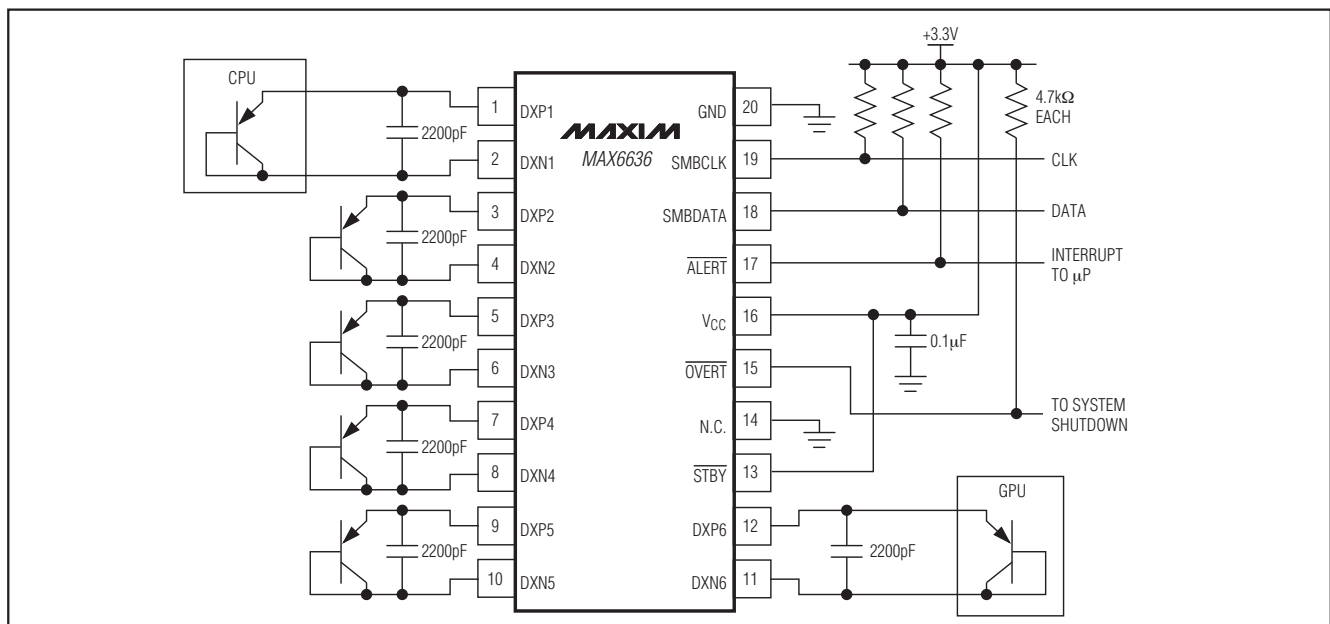 +3.3V
CPU
4.7kΩ
EACH
2200pF
1
DXP1
MAXIM
MAX6636
GND
20
2
DXN1
SMBCLK
19
CLK
3
DXP2
2200pF
SMBDATA
18
DATA
4
DXN2
ALERT
17
INTERRUPT
TO μP
5
DXP3
2200pF
VCC
16
0.1μF
6
DXN3
OVERT
15
7
DXP4
2200pF
N.C.
14
TO SYSTEM
SHUTDOWN
8
DXN4
STBY
13
GPU
9
DXP5
2200pF
DXP6
12
2200pF
10
DXN5
DXN6
11